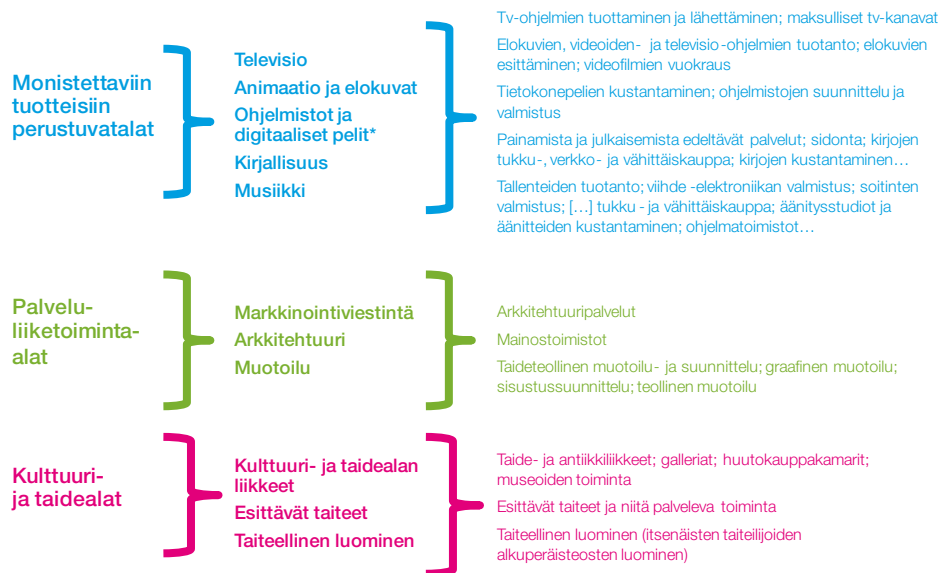 Monistettaviin
tuotteisiin
perustuvatalat
Televisio
Animaatio ja elokuvat
Ohjelmistot ja
digitaaliset pelit*
Kirjallisuus
Musiikki
Tv-ohjelmien tuottaminen ja lähettäminen; maksulliset tv-kanavat
Elokuvien, videoiden- ja televisio-ohjelmien tuotanto; elokuvien
esittäminen; videofilmien vuokraus
Tietokonepelien kustantaminen; ohjelmistojen suunnittelu ja
valmistus
Painamista ja julkaisemista edeltävät palvelut; sidonta; kirjojen
tukku-, verkko- ja vähittäiskauppa; kirjojen kustantaminen…
Tallenteiden tuotanto; viihde-elektroniikan valmistus; soitinten
valmistus; […] tukku- ja vähittäiskauppa; äänitysstudiot ja
äänitteiden kustantaminen; ohjelmatoimistot…
Palvelu-
liiketoiminta-
alat
Markkinointiviestintä
Arkkitehtuuri
Muotoilu
Arkkitehtuuripalvelut
Mainostoimistot
Taideteollinen muotoilu- ja suunnittelu; graafinen muotoilu;
sisustussuunnittelu; teollinen muotoilu
Kulttuuri-
ja taidealat
Kulttuuri- ja taidealan
liikkeet
Esittävät taiteet
Taiteellinen luominen
Taide- ja antiikkiliikkeet; galleriat; huutokauppakamarit;
museoiden toiminta
Esittävät taiteet ja niitä palveleva toiminta
Taiteellinen luominen (itsenäisten taiteilijoiden
alkuperäisteosten luominen)